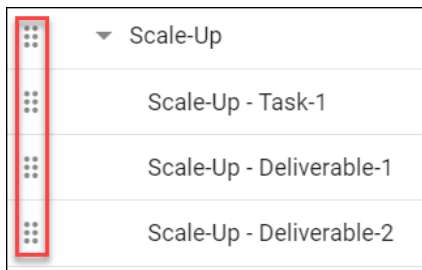 Scale-Up
Scale-Up - Task-1
Scale-Up - Deliverable-1
Scale-Up - Deliverable-2